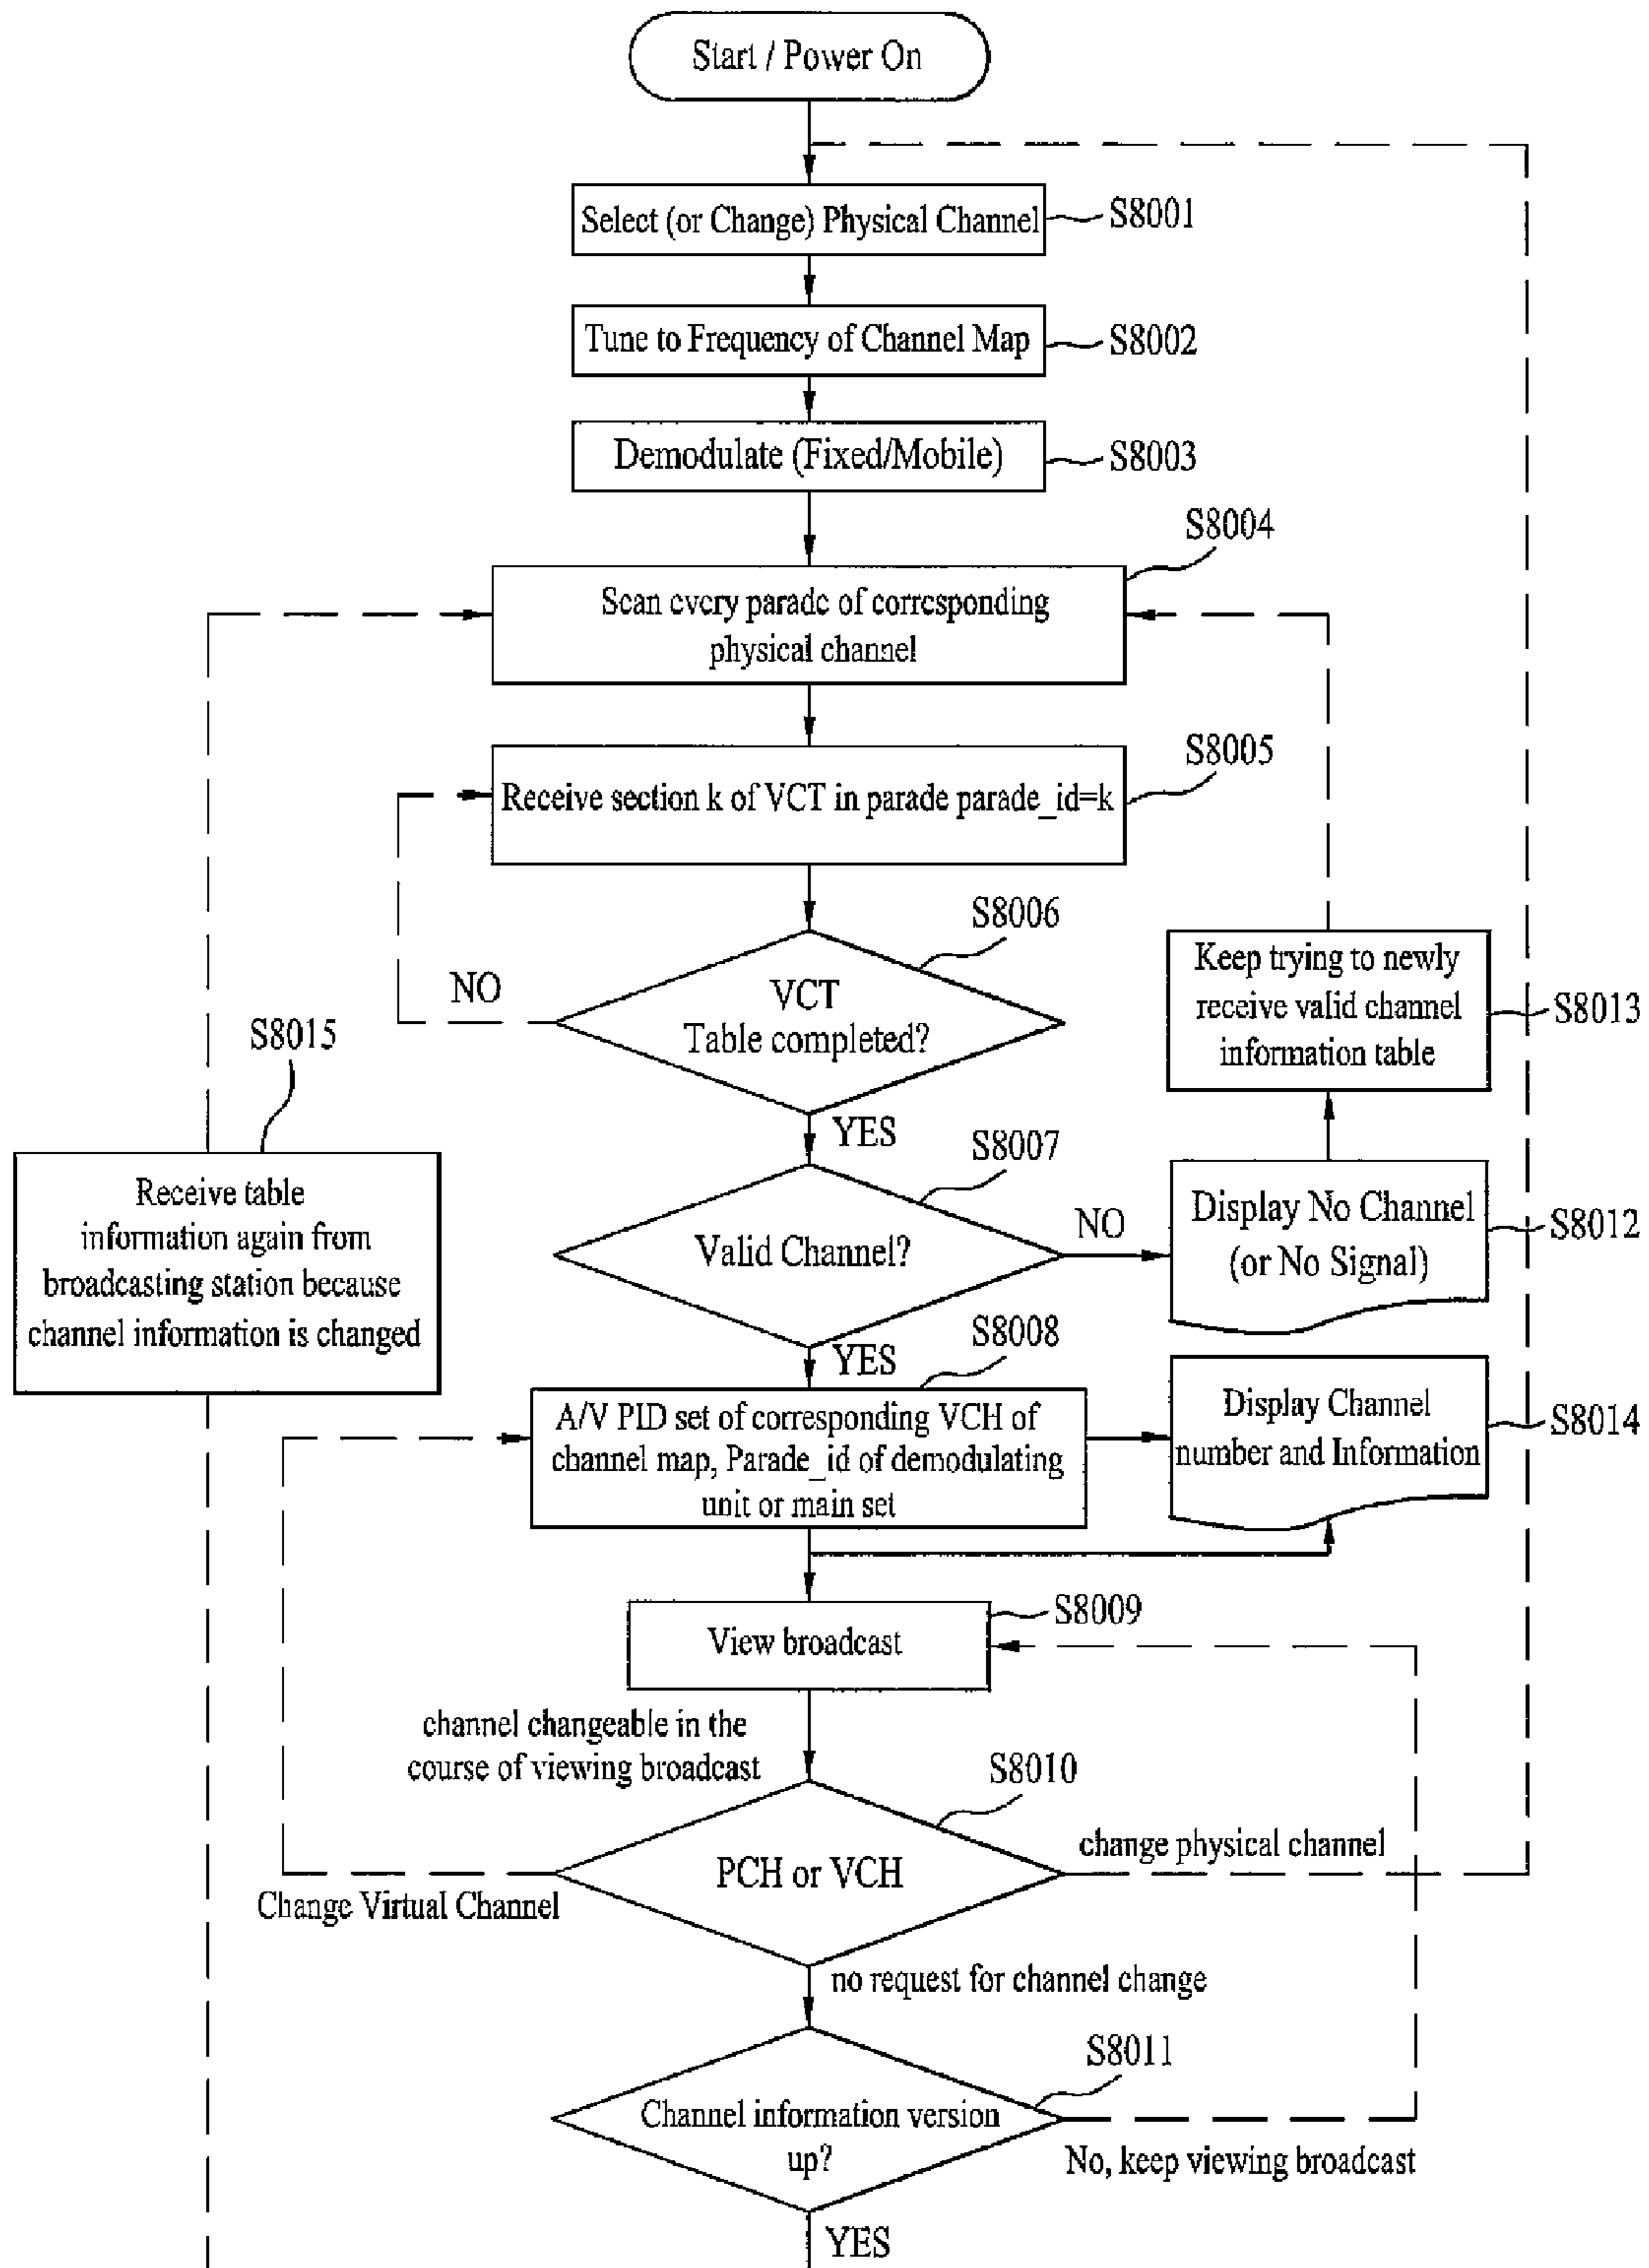 Start / Power On
Select (or Change) Physical Channel
S8001
Tune to Frequency of Channel Map
S8002
Demodulate (Fixed/Mobile)
S8003
S8004
Scan every parade of corresponding
physical channel
S8005
Receive section k of VCT in parade parade_id=k
S8006
NO
VCT
Table completed?
Keep trying to newly
receive valid channel
information table
S8013
S8015
YES
S8007
Receive table
information again from
broadcasting station because
channel information is changed
Valid Channel?
NO
Display No Channel
(or No Signal)
S8012
YES
S8008
A/V PID set of corresponding VCH of
channel map, Parade_id of demodulating
unit or main set
Display Channel
number and Information
S8014
S8009
View broadcast
channel changeable in the
course of viewing broadcast
S8010
PCH or VCH
change physical channel
Change Virtual Channel
no request for channel change
S8011
Channel information version
up?
No, keep viewing broadcast
YES